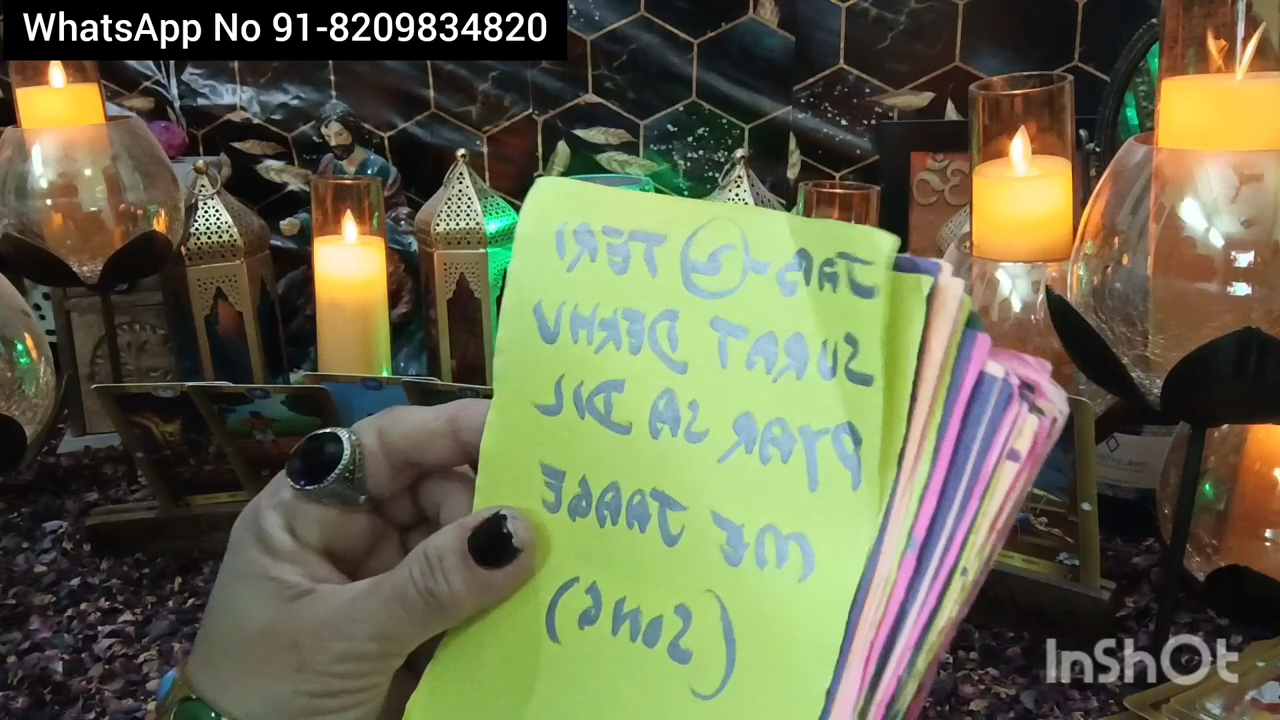 WhatsApp No 91-8209834820
JAB-2 TERI
SURAT DEKHU
PYAR SA DIL
ME JAAGE
(SONG)
InShOt